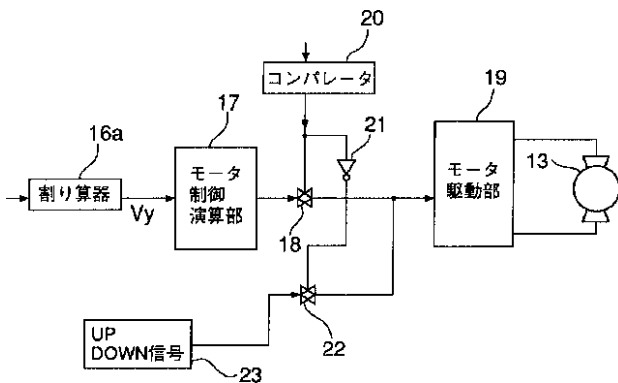 20
コンパレータ
19
17
21
16a
モータ
制御
演算部
モータ
駆動部
13
割り算器
Vy
18
22
UP
DOWN信号
23